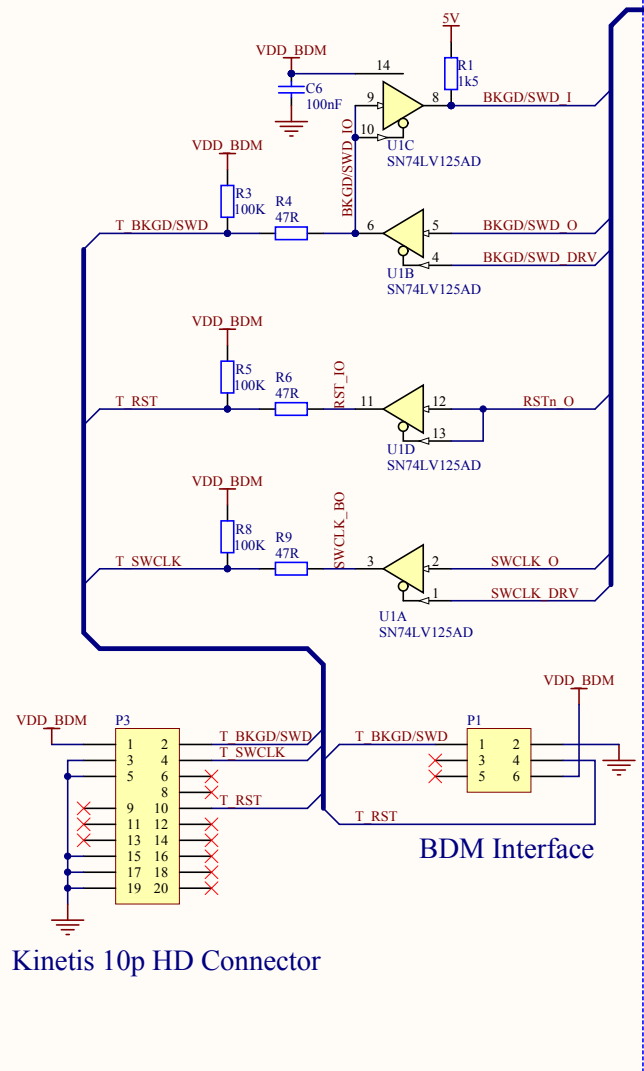 5V
VDD_BDM
14
R1
1k5
C6
100nF
9
8
BKGD/SWD_I
10
U1C
SN74LV125AD
BKGD/SWD_IO
VDD_BDM
R3
100K
R4
47R
T_BKGD/SWD
6
5
BKGD/SWD_O
4
BKGD/SWD_DRV
U1B
SN74LV125AD
VDD_BDM
R5
100K
R6
47R
RST_IO
T_RST
11
12
RSTn_O
13
U1D
SN74LV125AD
VDD_BDM
R8
100K
R9
47R
SWCLK_BO
T_SWCLK
3
2
SWCLK_O
1
SWCLK_DRV
U1A
SN74LV125AD
VDD_BDM
VDD_BDM
P3
P1
1 2
T_BKGD/SWD
3 4
T_SWCLK
5 6
8
9 10
T_RST
11 12
13 14
15 16
17 18
19 20
T_BKGD/SWD
1 2
3 4
5 6
T_RST
BDM Interface
Kinetis 10p HD Connector